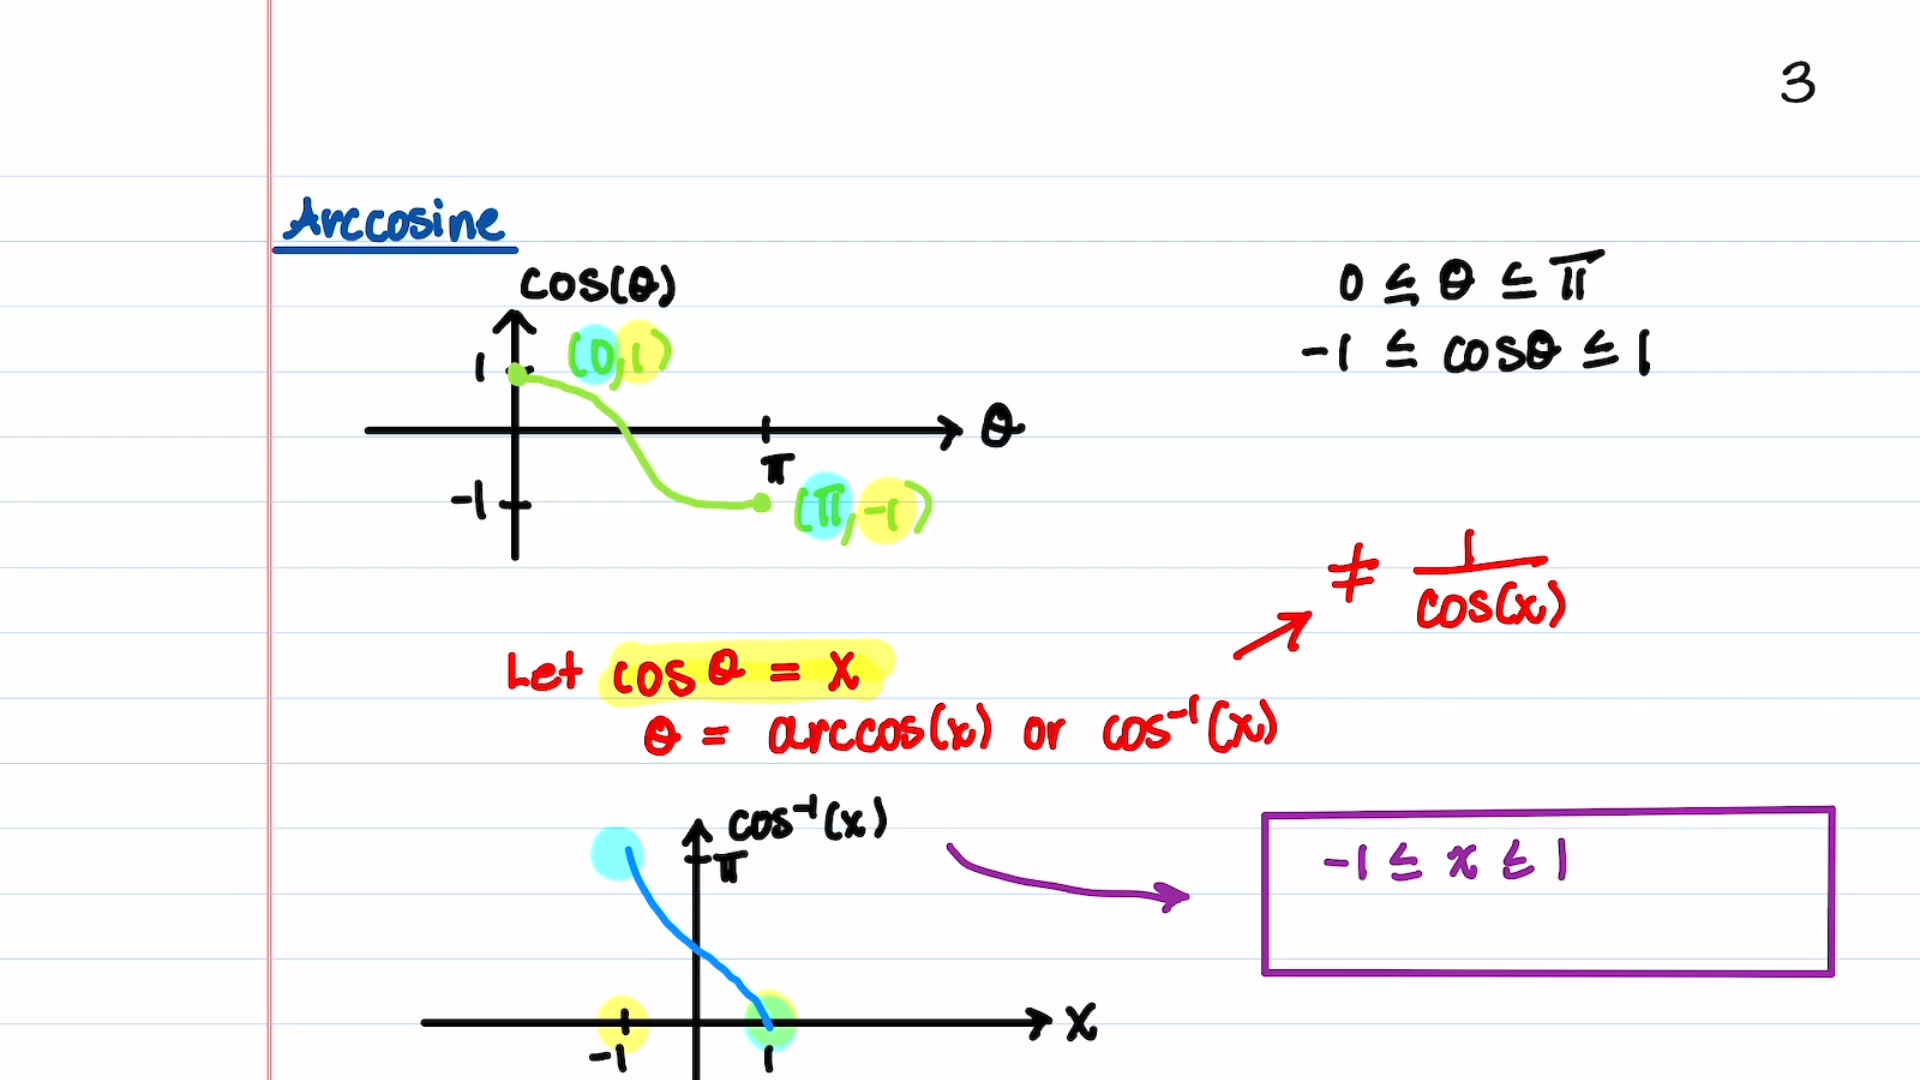 3
Arccosine
cos(θ)
0 ≤ θ ≤ π
-1 ≤ cosθ ≤ 1
1
(0,1)
θ
π
-1
(π,-1)
≠ 1/cos(x)
Let cos θ = x
θ = arccos(x) or cos⁻¹(x)
cos⁻¹(x)
π
-1 ≤ x ≤ 1
x
-1
1